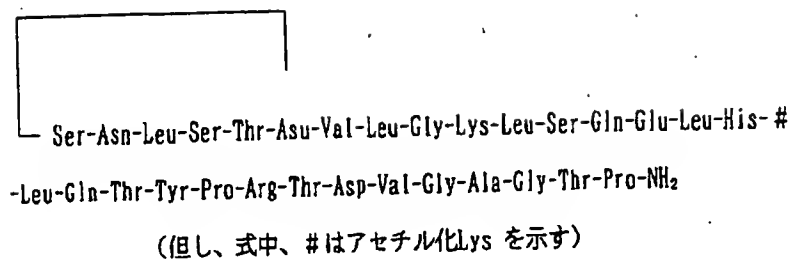 Ser-Asn-Leu-Ser-Thr-Asu-Val-Leu-Gly-Lys-Leu-Ser-Gln-Glu-Leu-His-#
-Leu-Gln-Thr-Tyr-Pro-Arg-Thr-Asp-Val-Gly-Ala-Gly-Thr-Pro-NH₂
(但し、式中、#はアセチル化Lys を示す)